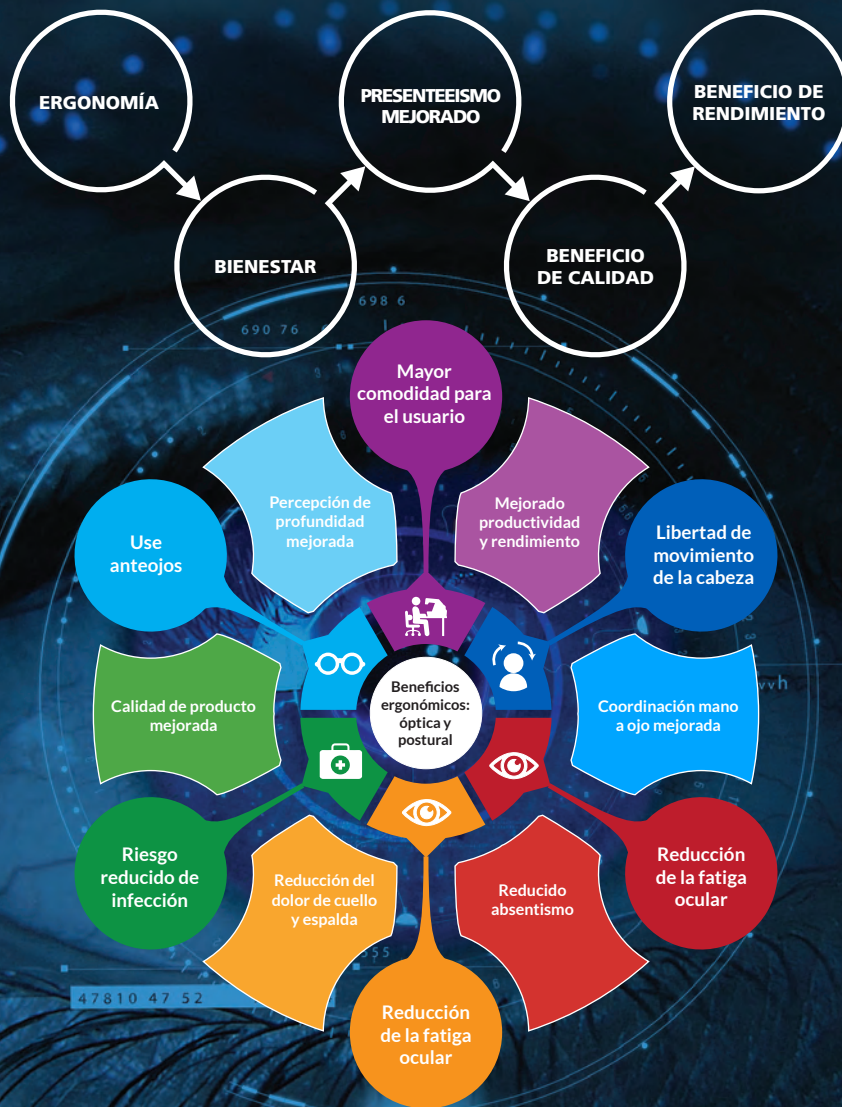 ERGONOMÍA
PRESENTEEISMO
MEJORADO
BENEFICIO DE
RENDIMIENTO
BIENESTAR
BENEFICIO
DE CALIDAD
698 6
690 76
Mayor
comodidad para
el usuario
Percepción de
profundidad
mejorada
Mejorado
productividad
y rendimiento
Use
anteojos
Libertad de
movimiento
de la cabeza
Calidad de producto
mejorada
Beneficios
ergonómicos:
óptica y
postural
Coordinación mano
a ojo mejorada
Riesgo
reducido de
infección
Reducción del
dolor de cuello
y espalda
Reducido
absentismo
Reducción
de la fatiga
ocular
47810 47 52
Reducción
de la fatiga
ocular